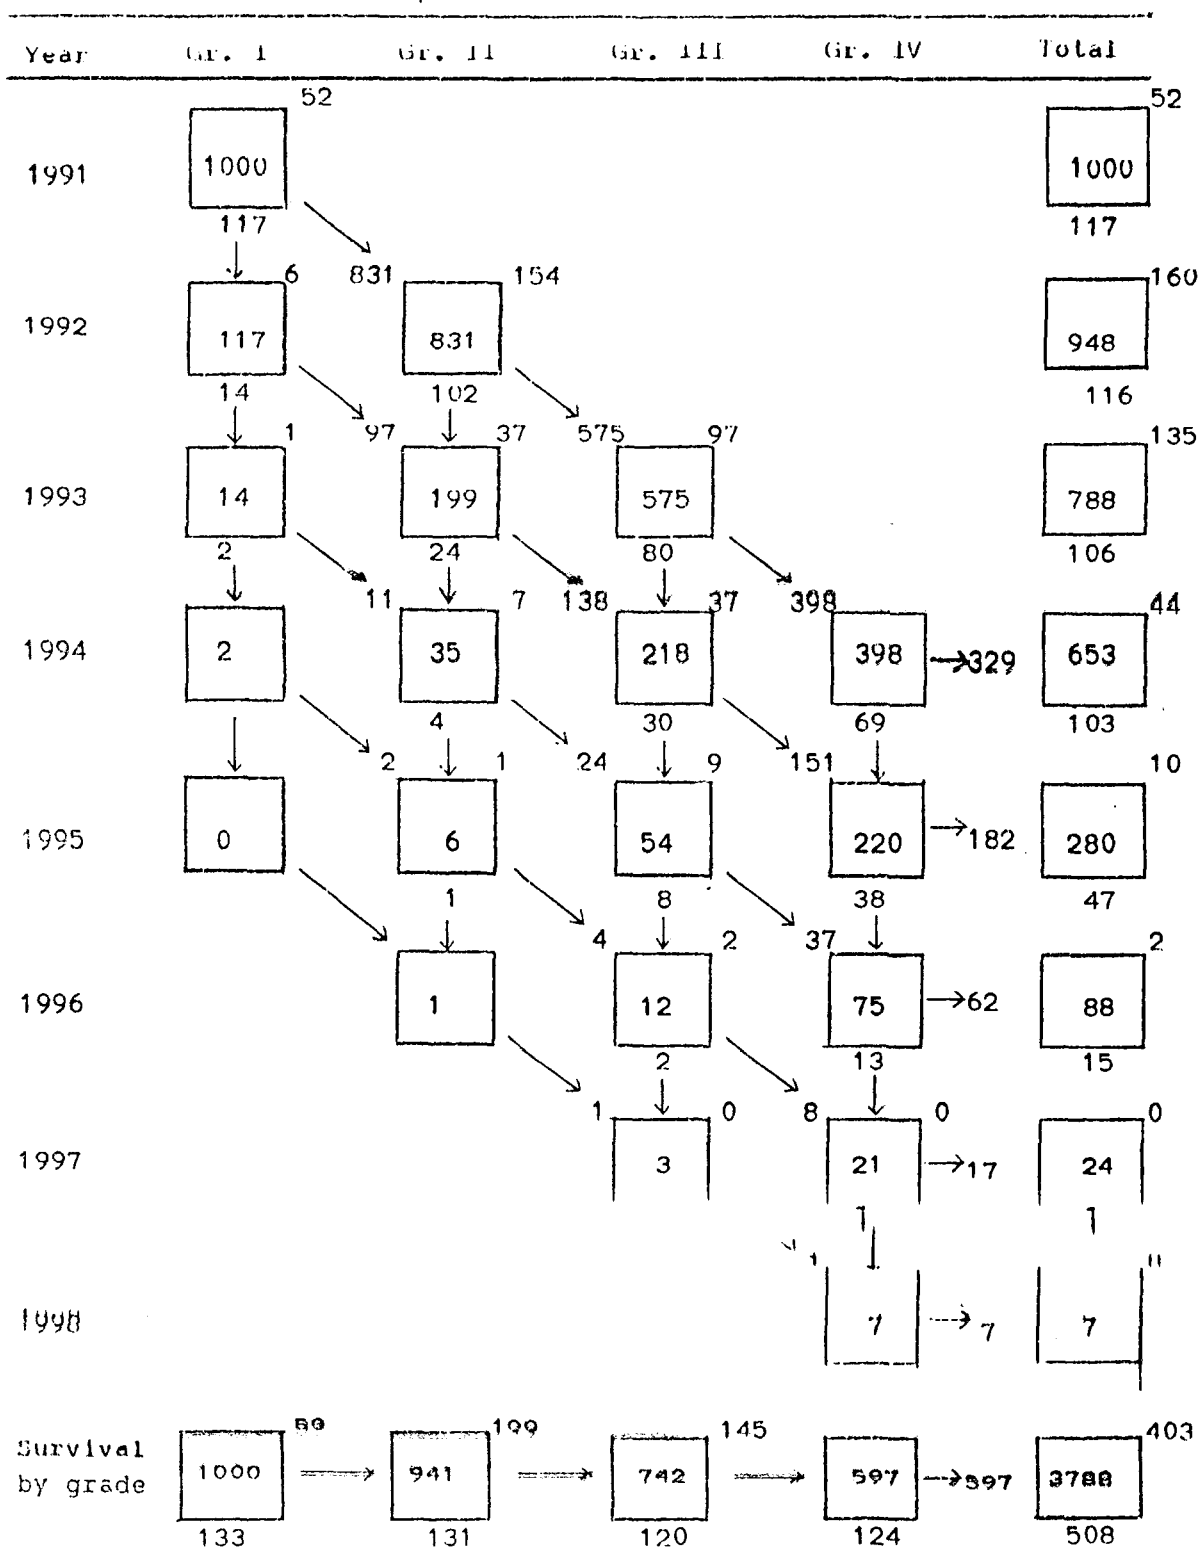 Year Gr. I Gr. II Gr. III Gr. IV Total
52 52
1991 1000 1000
117 117
6 831 154 160
1992 117 831 948
14 102 116
1 97 37 575 97 135
1993 14 199 575 788
2 24 80 106
11 7 138 37 398 44
1994 2 35 218 398 329 653
4 30 69 103
2 1 24 9 151 10
1995 0 6 54 220 182 280
1 8 38 47
4 2 37 2
1996 1 12 75 62 88
2 13 15
1 0 8 0 0
1997 3 21 17 24
1 1
1998 7 7 7
199 145 403
Survival
by grade 1000 941 742 597 597 3788
133 131 120 124 508